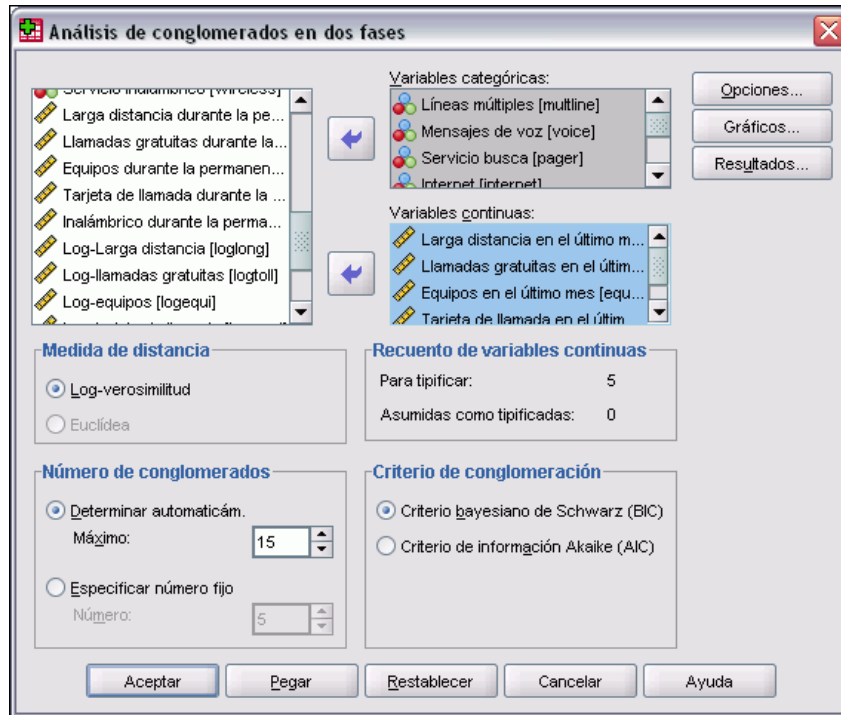 Análisis de conglomerados en dos fases
Servicio inalámbrico [wireless]
Larga distancia durante la pe...
Llamadas gratuitas durante la...
Equipos durante la permanen...
Tarjeta de llamada durante la ...
Inalámbrico durante la perma...
Log-Larga distancia [loglong]
Log-llamadas gratuitas [logtoll]
Log-equipos [logequi]
Variables categóricas:
Líneas múltiples [multline]
Mensajes de voz [voice]
Servicio busca [pager]
Internet [internet]
Variables continuas:
Larga distancia en el último m...
Llamadas gratuitas en el últim...
Equipos en el último mes [equ...
Tarjeta de llamada en el últim
Opciones...
Gráficos...
Resultados...
Medida de distancia
Log-verosimilitud
Euclídea
Recuento de variables continuas
Para tipificar: 5
Asumidas como tipificadas: 0
Número de conglomerados
Determinar automaticám.
Máximo: 15
Especificar número fijo
Número: 5
Criterio de conglomeración
Criterio bayesiano de Schwarz (BIC)
Criterio de información Akaike (AIC)
Aceptar
Pegar
Restablecer
Cancelar
Ayuda